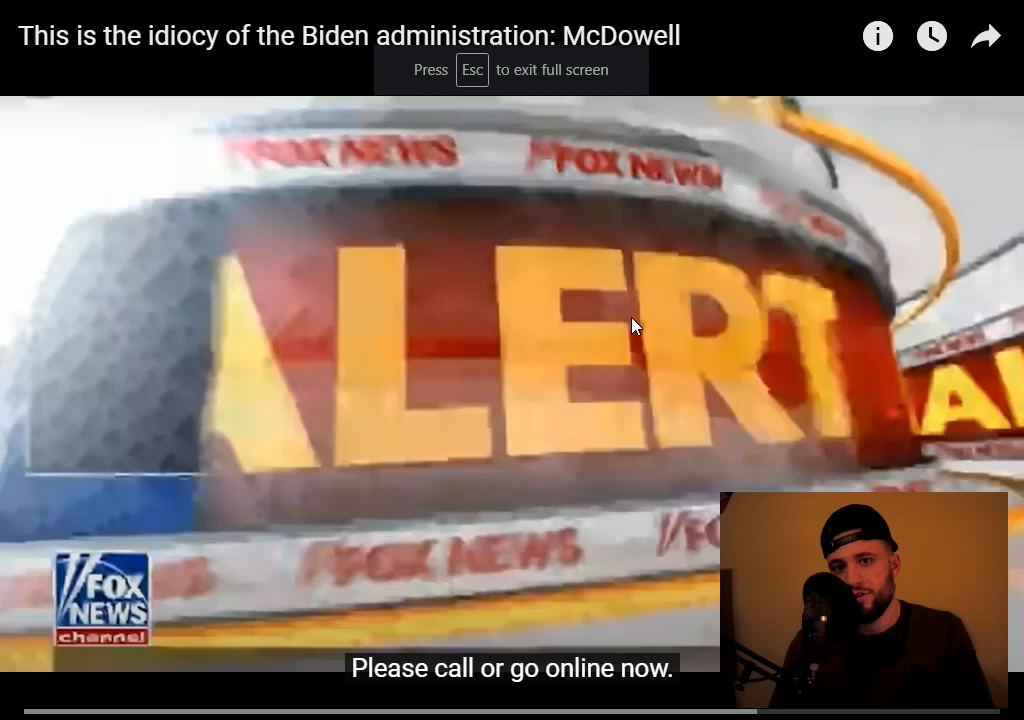 This is the idiocy of the Biden administration: McDowell
Press Esc to exit full screen
FOX NEWS FOX NEWS
ALERT
FOX NEWS
FOX
NEWS
channel
Please call or go online now.